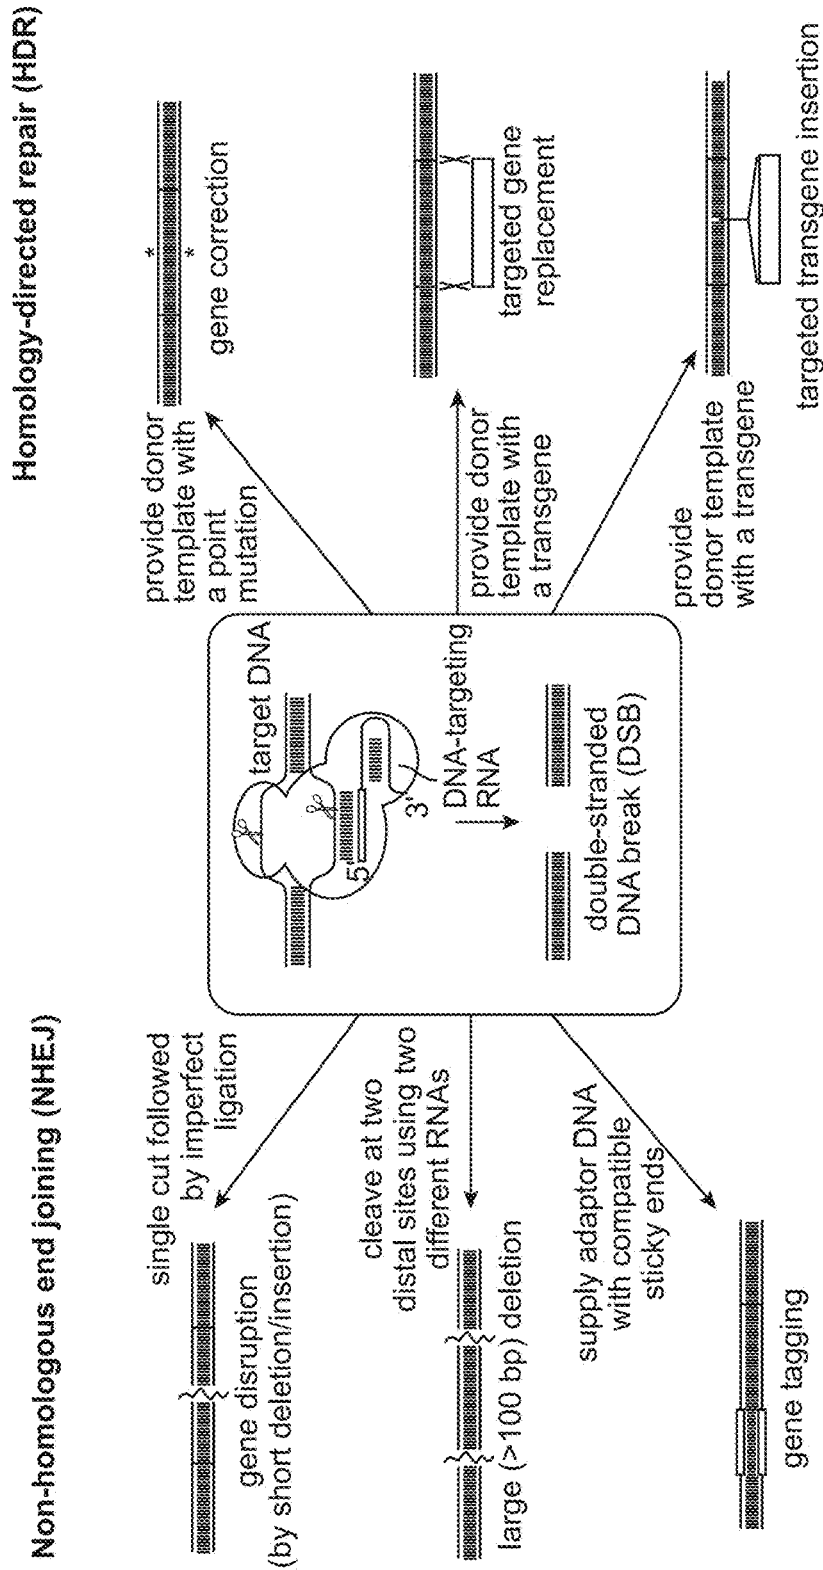 Non-homologous end joining (NHEJ)
Homology-directed repair (HDR)
single cut followed
by imperfect
ligation
gene disruption
(by short deletion/insertion)
cleave at two
distal sites using two
different RNAs
large (>100 bp) deletion
supply adaptor DNA
with compatible
sticky ends
gene tagging
target DNA
5'
3'
DNA-targeting
RNA
double-stranded
DNA break (DSB)
provide donor
template with
a point
mutation
*
*
gene correction
provide donor
template with
a transgene
targeted gene
replacement
provide
donor template
with a transgene
targeted transgene insertion